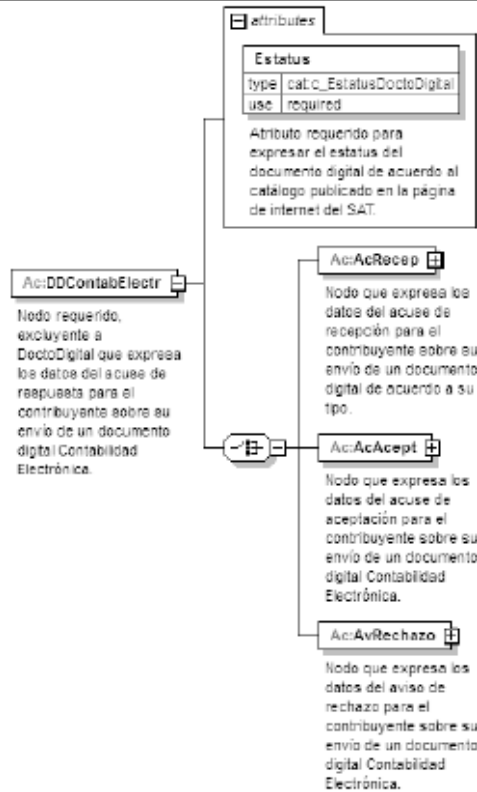 attributes
Estatus
type cat:c_EstatusDoctoDigital
use required
Atributo requerido para
expresar el estatus del
documento digital de acuerdo al
catálogo publicado en la página
de internet del SAT.
Ac:DDContabElectr
Nodo requerido,
excluyente a
DoctoDigital que expresa
los datos del acuse de
respuesta para el
contribuyente sobre su
envío de un documento
digital Contabilidad
Electrónica.
Ac:AcRecep
Nodo que expresa los
datos del acuse de
recepción para el
contribuyente sobre su
envío de un documento
digital de acuerdo a su
tipo.
Ac:AcAcept
Nodo que expresa los
datos del acuse de
aceptación para el
contribuyente sobre su
envío de un documento
digital Contabilidad
Electrónica.
Ac:AvRechazo
Nodo que expresa los
datos del aviso de
rechazo para el
contribuyente sobre su
envío de un documento
digital Contabilidad
Electrónica.